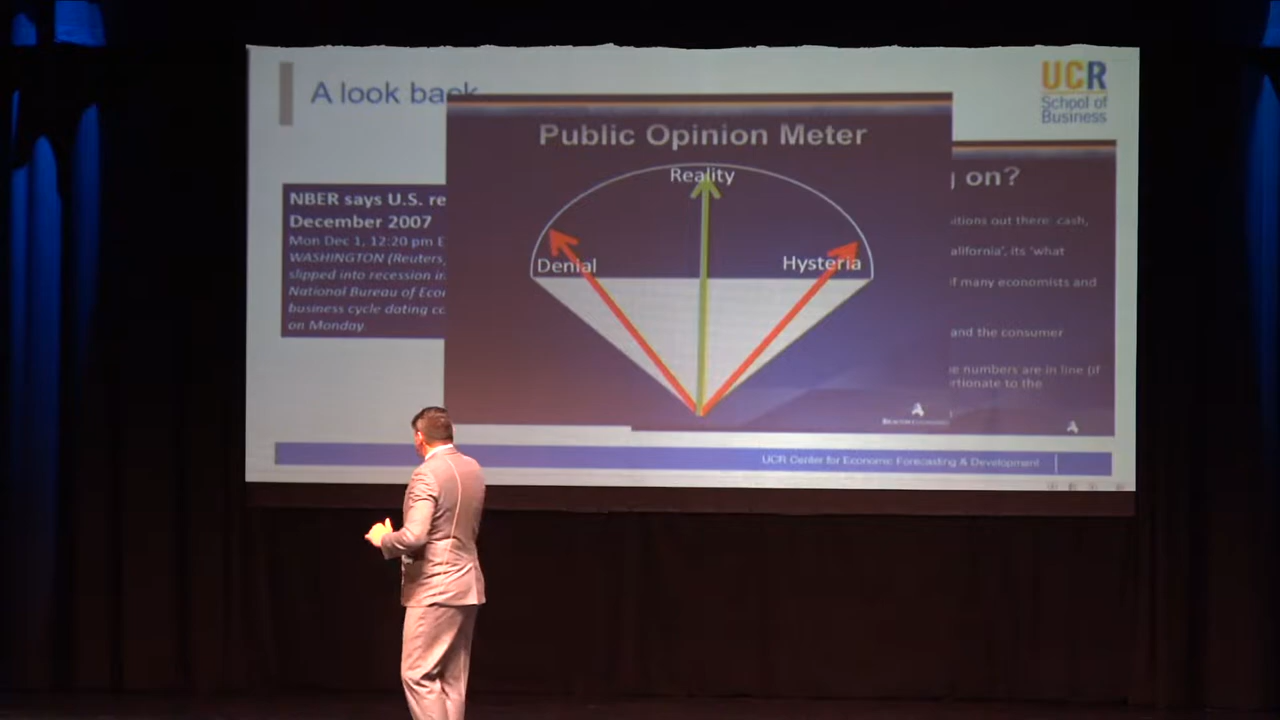 A look back
UCR
School of
Business
Public Opinion Meter
Reality
Denial
Hysteria
NBER says U.S. re
December 2007
Mon Dec 1, 12:20 pm E
WASHINGTON (Reuters,
slipped into recession in
National Bureau of Eco
business cycle dating co
on Monday.
on?
itions out there: cash,
alifornia', its 'what
f many economists and
and the consumer
e numbers are in line (if
rtionate to the
UCR Center for Economic Forecasting & Development